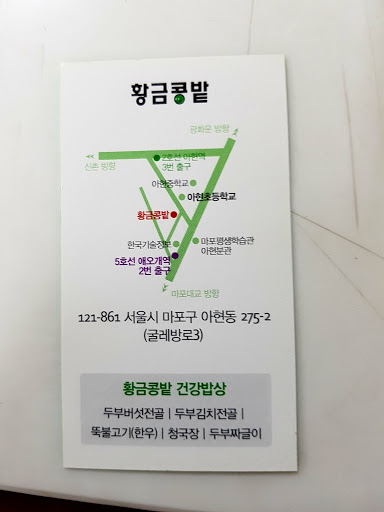 황금콩밭
광화문 방향
신촌 방향
2호선 아현역
3번 출구
아현중학교
아현초등학교
황금콩밭
한국기술정보
마포평생학습관
아현분관
5호선 애오개역
2번 출구
마포대교 방향
121-861 서울시 마포구 아현동 275-2
(굴레방로3)
황금콩밭 건강밥상
두부버섯전골 | 두부김치전골 |
뚝불고기(한우) | 청국장 | 두부짜글이